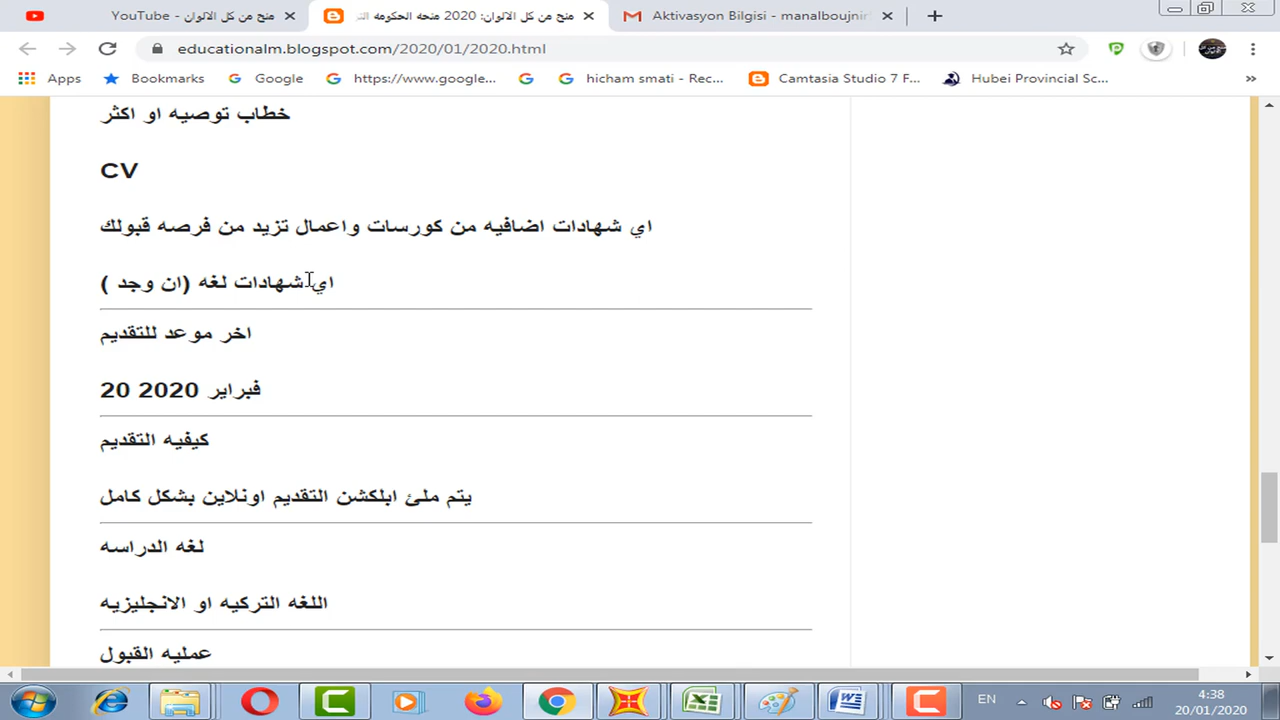 منح من كل الالوان - YouTube
منح من كل الالوان: 2020 منحه الحكومه التر
Aktivasyon Bilgisi - manalboujnir
educationalm.blogspot.com/2020/01/2020.html
Apps
Bookmarks
Google
https://www.google...
hicham smati - Rec...
Camtasia Studio 7 F...
Hubei Provincial Sc...
»
خطاب توصيه او اكثر
CV
اي شهادات اضافيه من كورسات واعمال تزيد من فرصه قبولك
اي شهادات لغه (ان وجد )
اخر موعد للتقديم
20 فبراير 2020
كيفيه التقديم
يتم ملئ ابلكشن التقديم اونلاين بشكل كامل
لغه الدراسه
اللغه التركيه او الانجليزيه
عمليه القبول
EN
4:38
20/01/2020